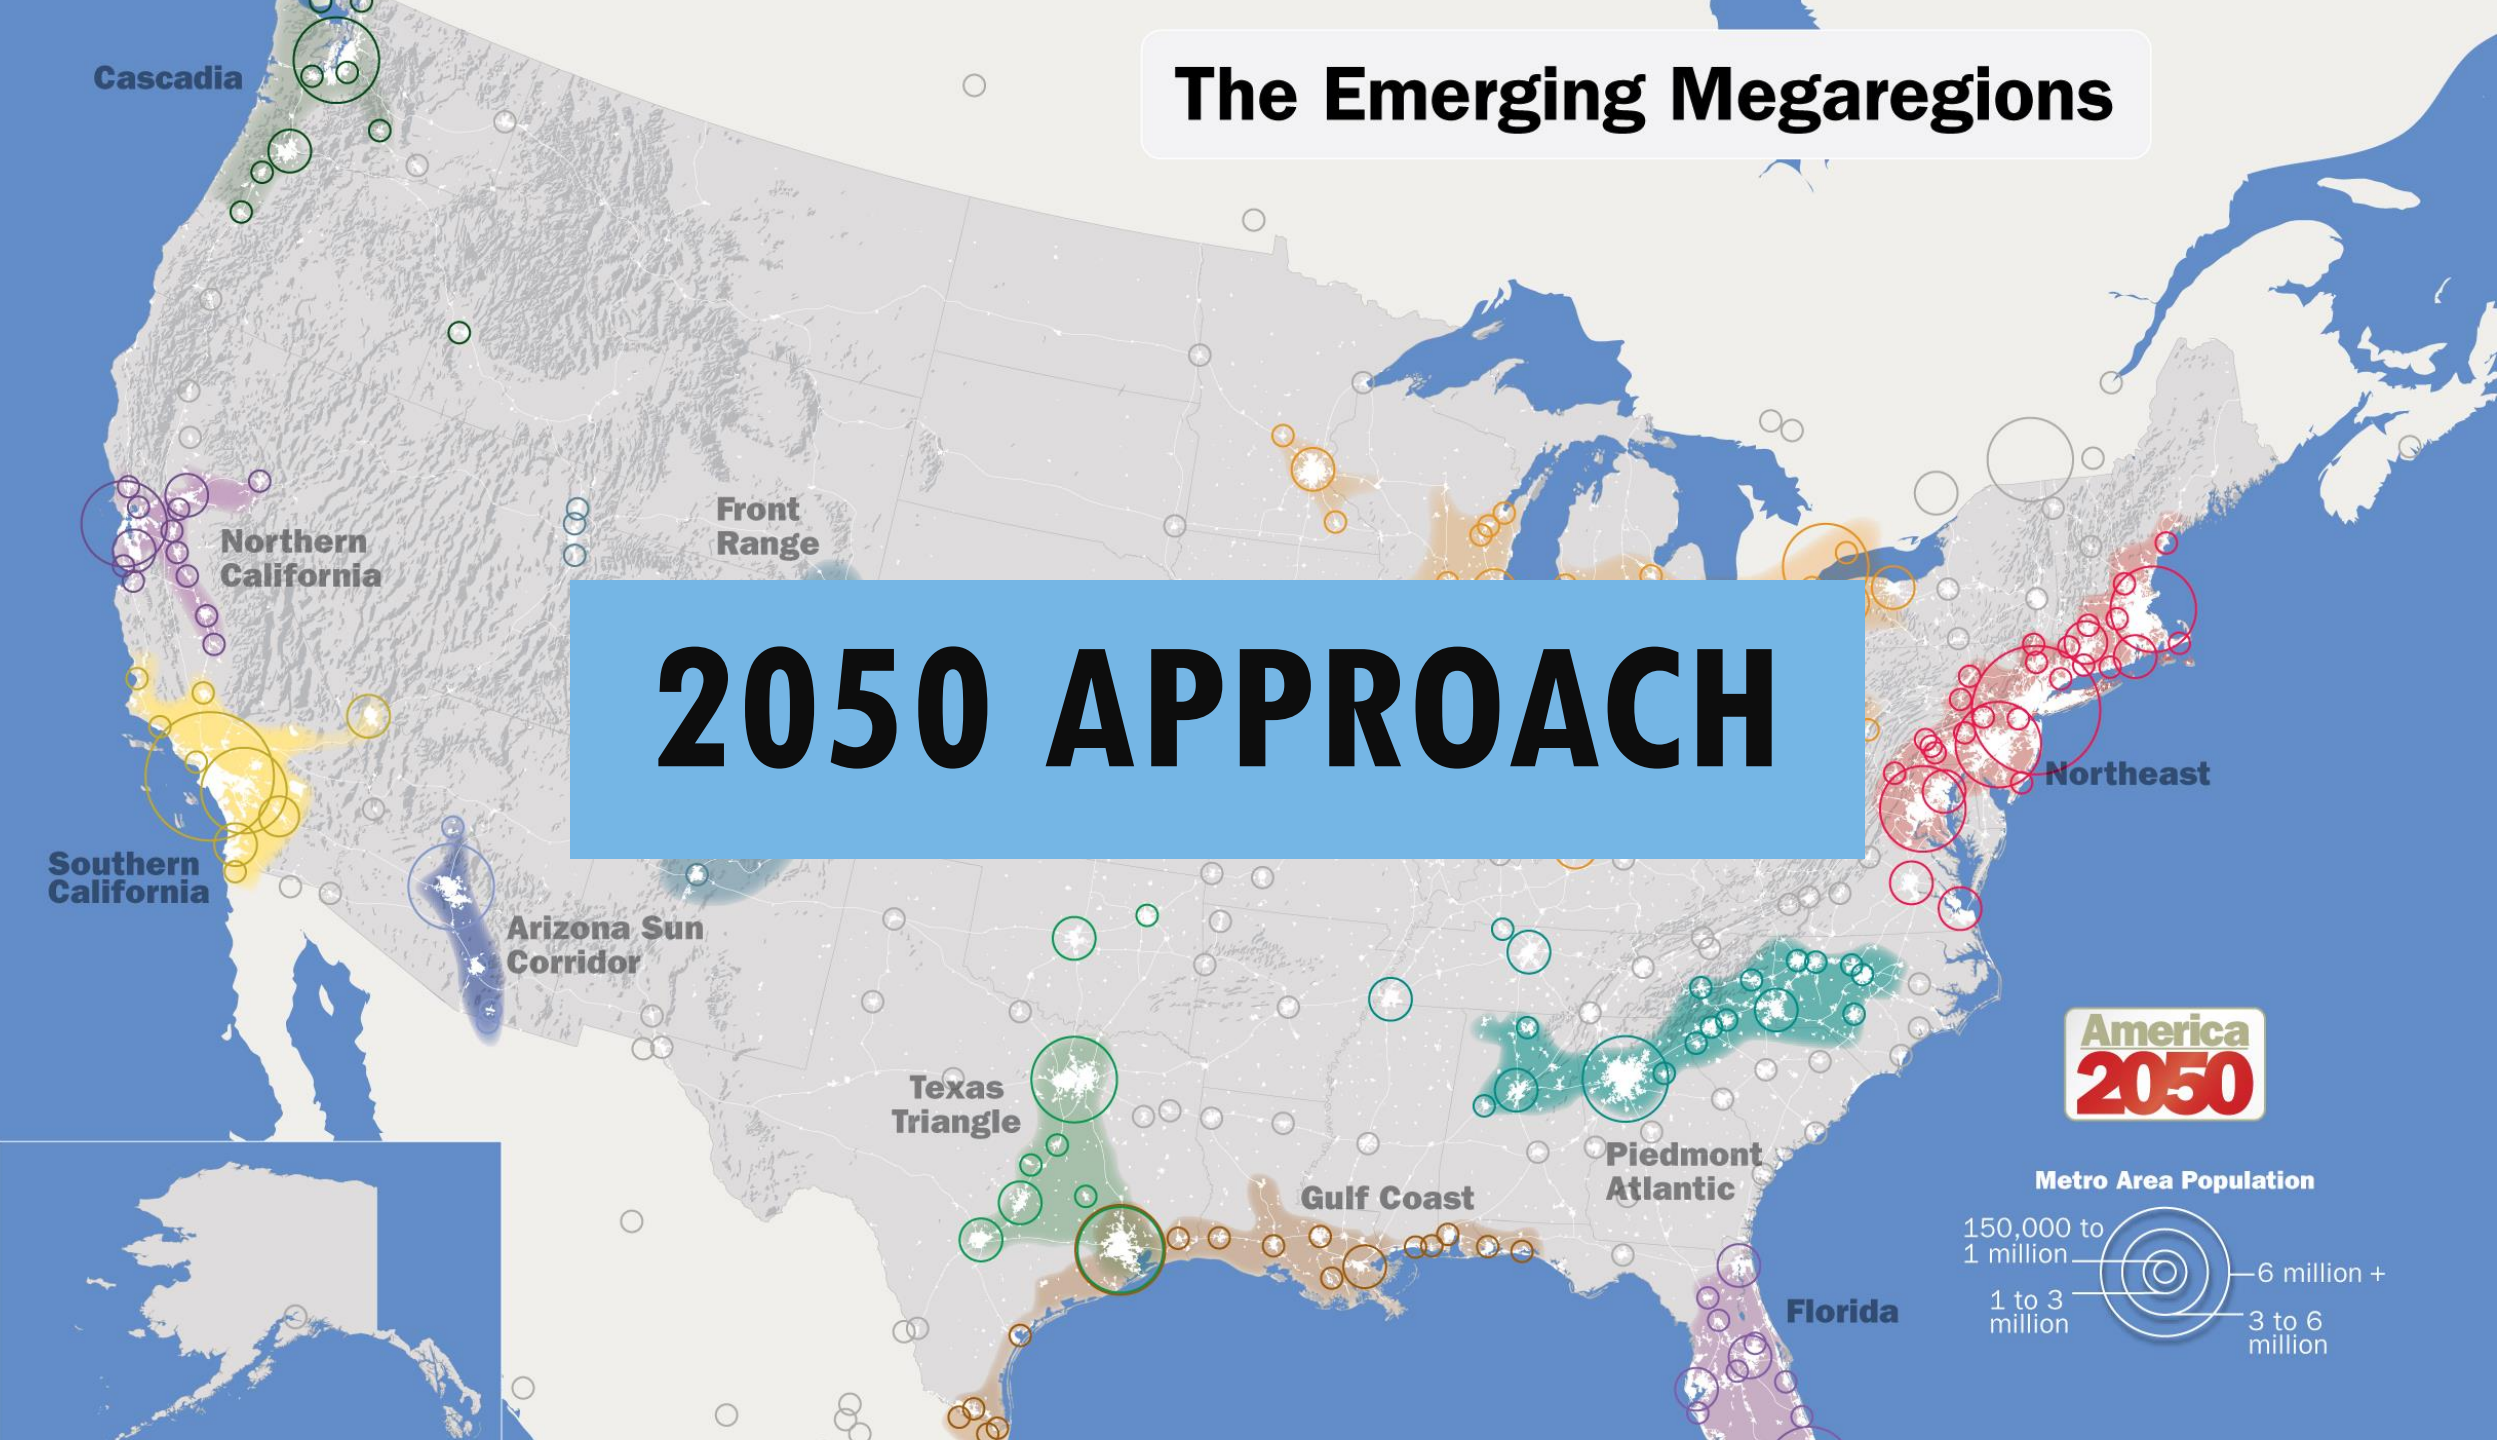 The Emerging Megaregions
Cascadia
Front
Range
Northern
California
2050 APPROACH
Northeast
Southern
California
Arizona Sun
Corridor
America
2050
Texas
Triangle
Piedmont
Atlantic
Gulf Coast
Metro Area Population
150,000 to
1 million
6 million +
1 to 3
million
3 to 6
million
Florida